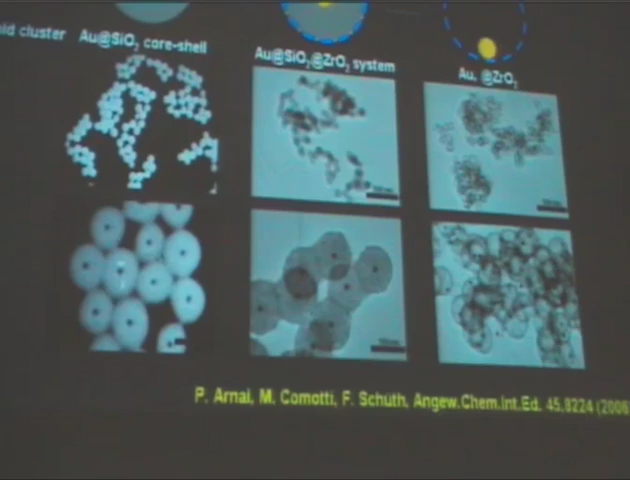 cluster Au@SiO₂ core-shell
Au@SiO₂@ZrO₂ system
Au, @ZrO₂
P. Arnal, M. Comotti, F. Schuth, Angew.Chem.Int.Ed. 45,8224 (2006